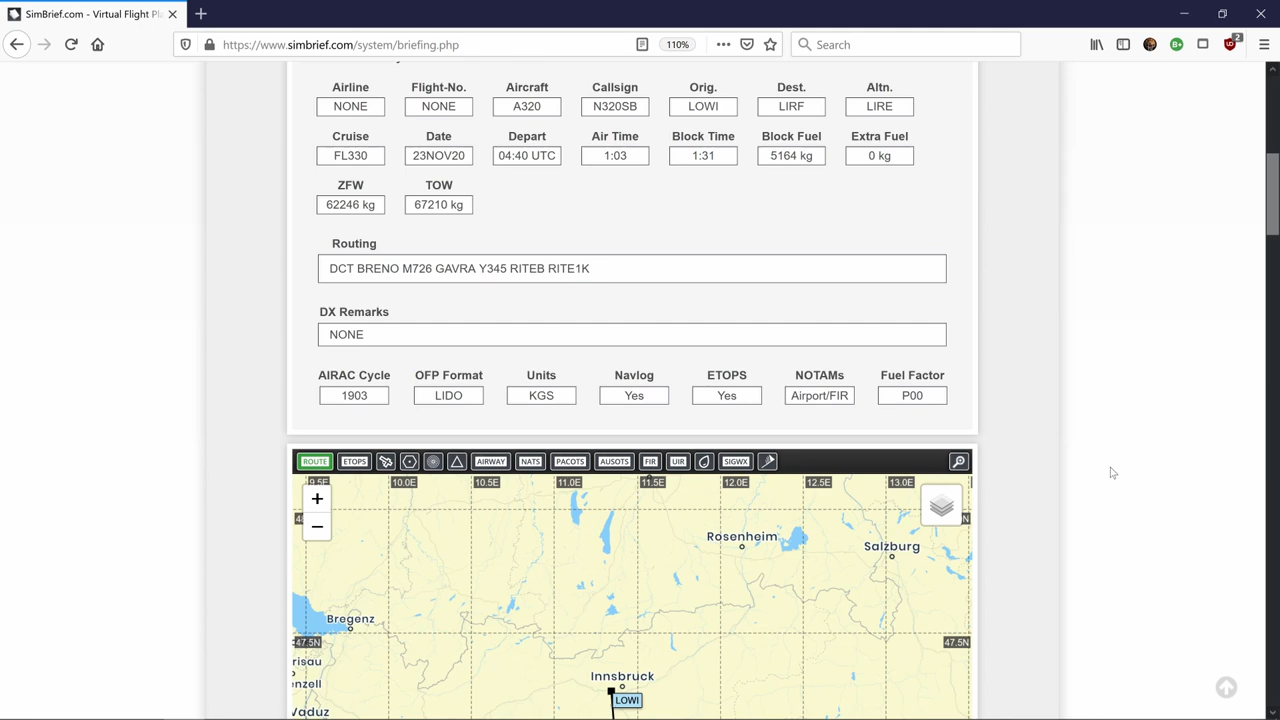 SimBrief.com - Virtual Flight Pla
https://www.simbrief.com/system/briefing.php
110%
Search
2
Airline Flight-No. Aircraft Callsign Orig. Dest. Altn.
NONE NONE A320 N320SB LOWI LIRF LIRE
Cruise Date Depart Air Time Block Time Block Fuel Extra Fuel
FL330 23NOV20 04:40 UTC 1:03 1:31 5164 kg 0 kg
ZFW TOW
62246 kg 67210 kg
Routing
DCT BRENO M726 GAVRA Y345 RITEB RITE1K
DX Remarks
NONE
AIRAC Cycle OFP Format Units Navlog ETOPS NOTAMs Fuel Factor
1903 LIDO KGS Yes Yes Airport/FIR P00
ROUTE ETOPS AIRWAY NATS PACOTS AUSOTS FIR UIR SIGWX
9.5E 10.0E 10.5E 11.0E 11.5E 12.0E 12.5E 13.0E
+
−
Rosenheim
Salzburg
Bregenz
47.5N 47.5N
risau
enzell
Innsbruck
LOWI
Vaduz